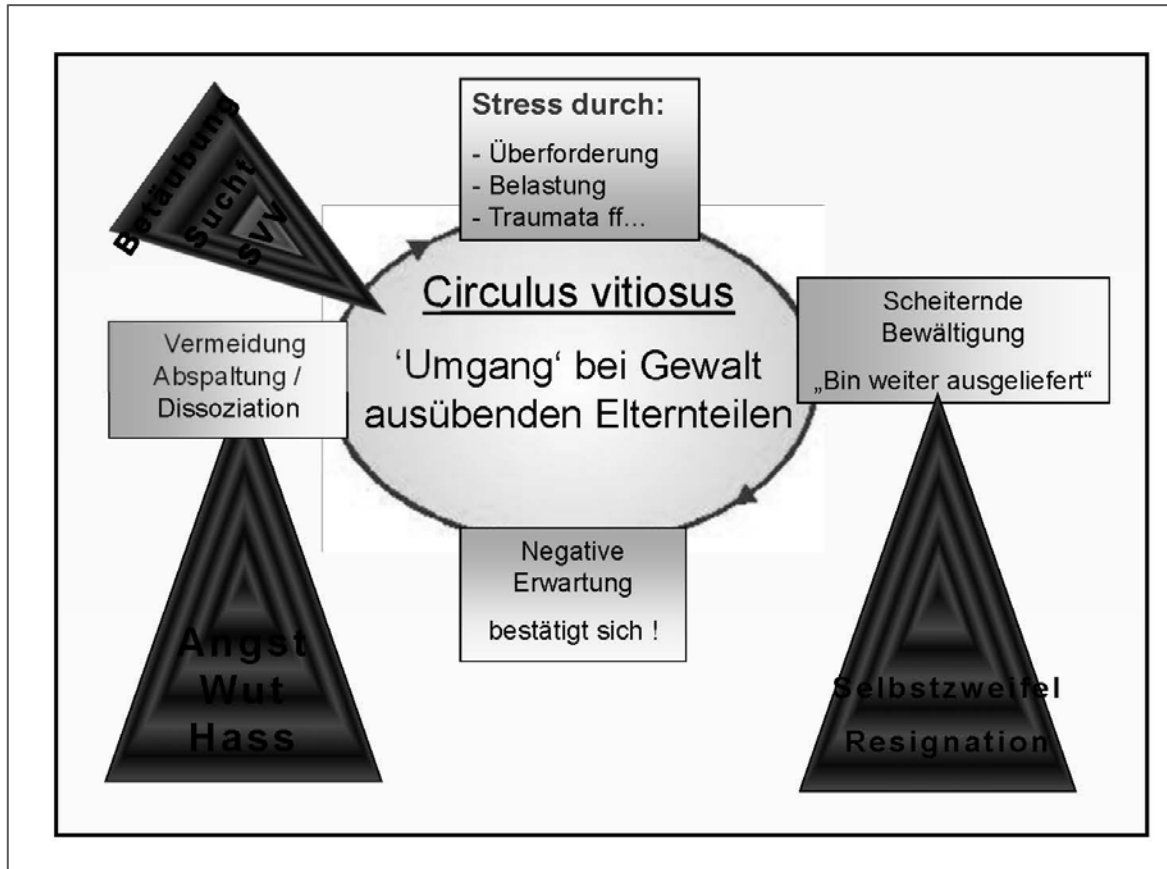 Stress durch:
- Überforderung
- Belastung
- Traumata ff...
Betäubung
Sucht
SVV
Circulus vitiosus
‘Umgang‘ bei Gewalt
ausübenden Elternteilen
Scheiternde
Bewältigung
„Bin weiter ausgeliefert“
Vermeidung
Abspaltung /
Dissoziation
Negative
Erwartung
bestätigt sich !
Angst
Wut
Hass
Selbstzweifel
Resignation